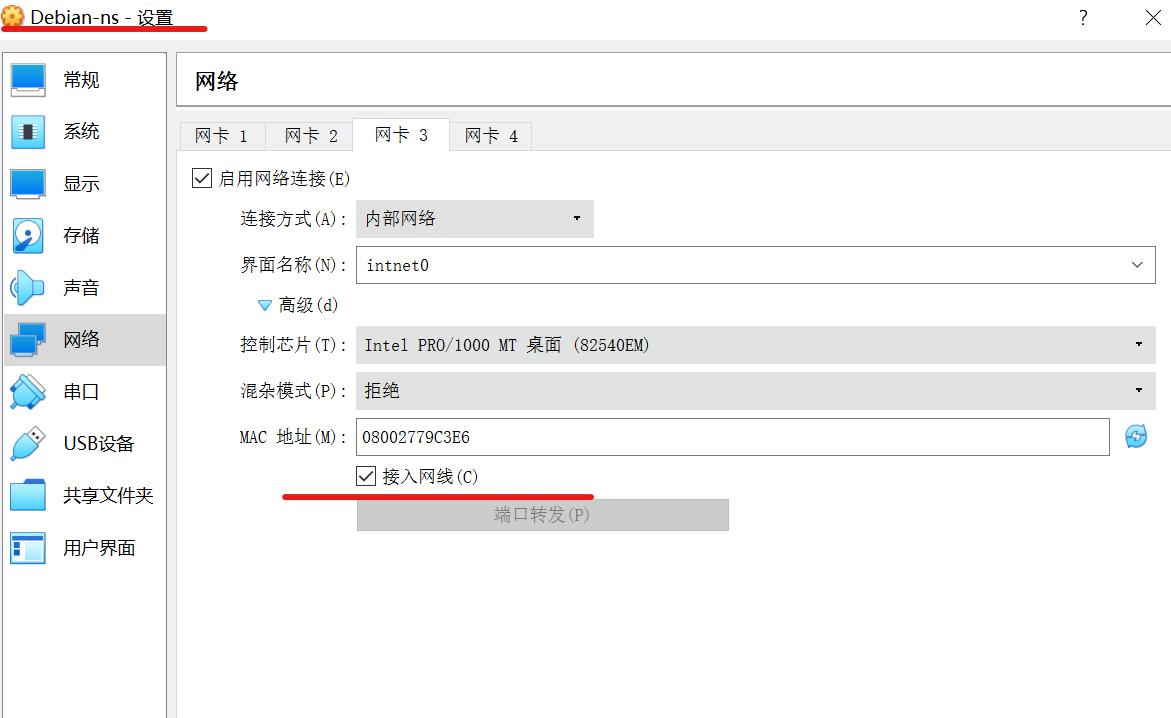 Debian-ns - 设置
?
常规
系统
显示
存储
声音
网络
串口
USB设备
共享文件夹
用户界面
网络
网卡 1 网卡 2 网卡 3 网卡 4
启用网络连接(E)
连接方式(A): 内部网络
界面名称(N): intnet0
高级(d)
控制芯片(T): Intel PRO/1000 MT 桌面 (82540EM)
混杂模式(P): 拒绝
MAC 地址(M): 08002779C3E6
接入网线(C)
端口转发(P)